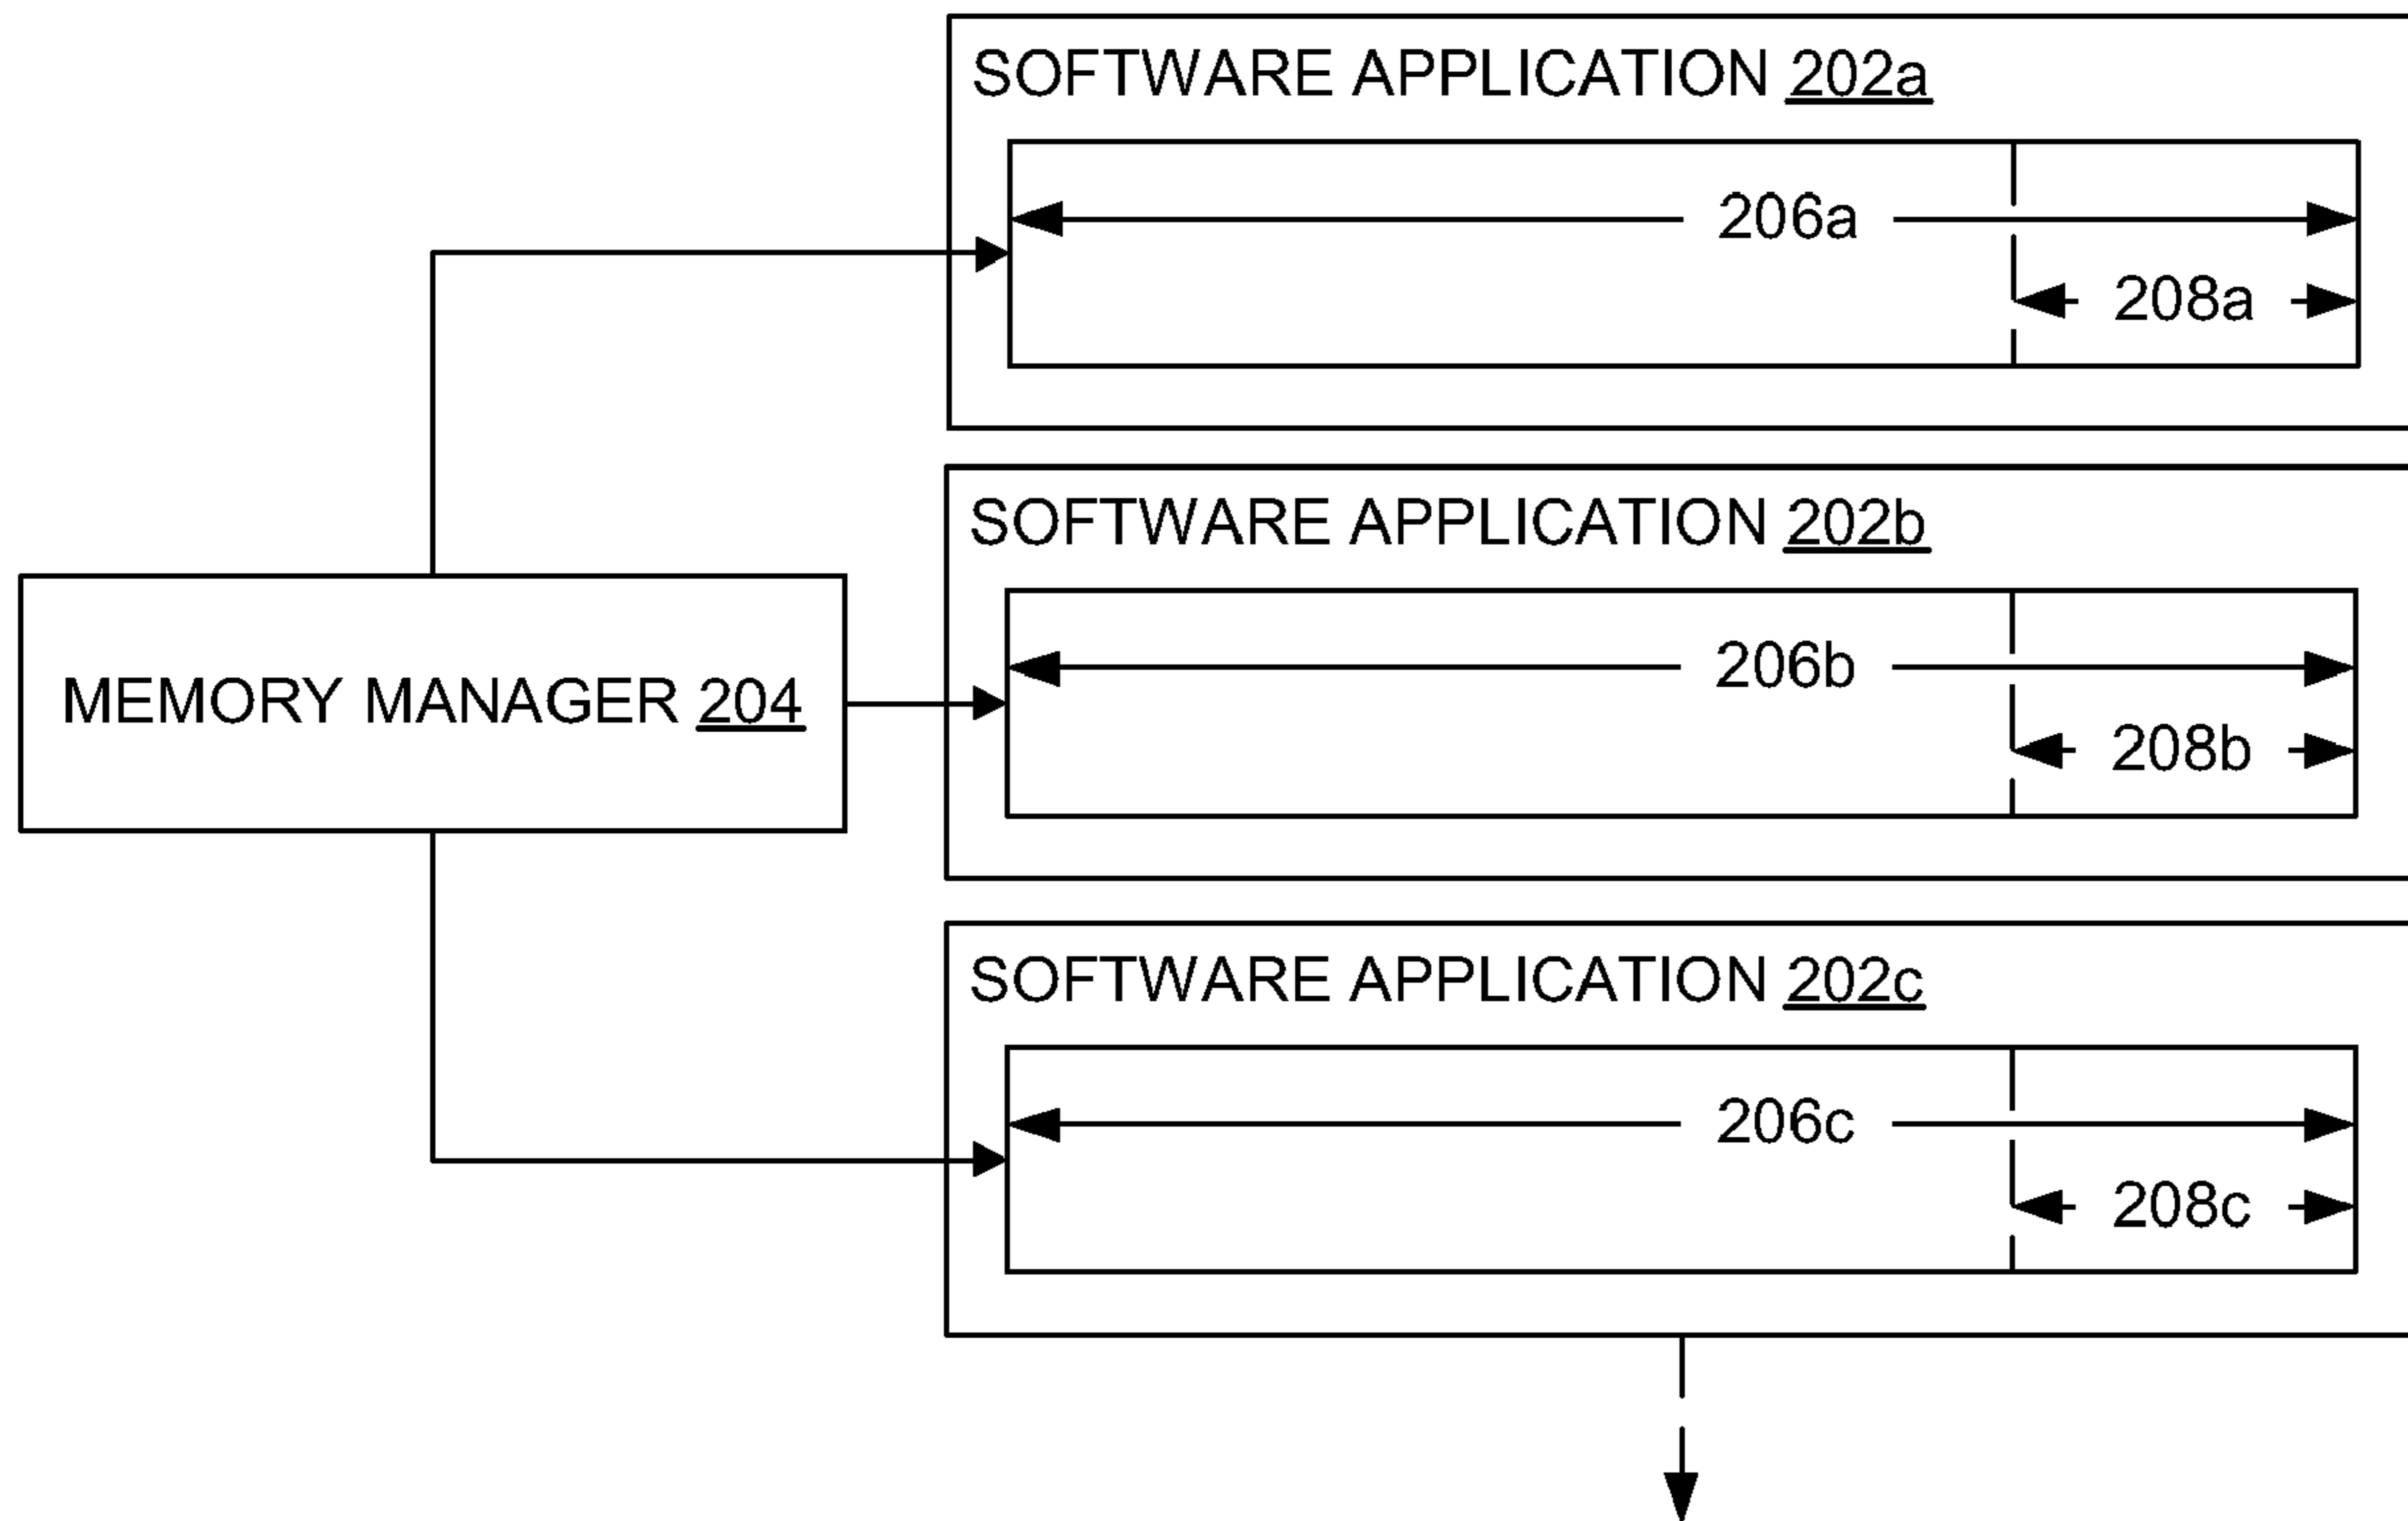 SOFTWARE APPLICATION 202a
206a
208a
SOFTWARE APPLICATION 202b
206b
208b
MEMORY MANAGER 204
SOFTWARE APPLICATION 202c
206c
208c